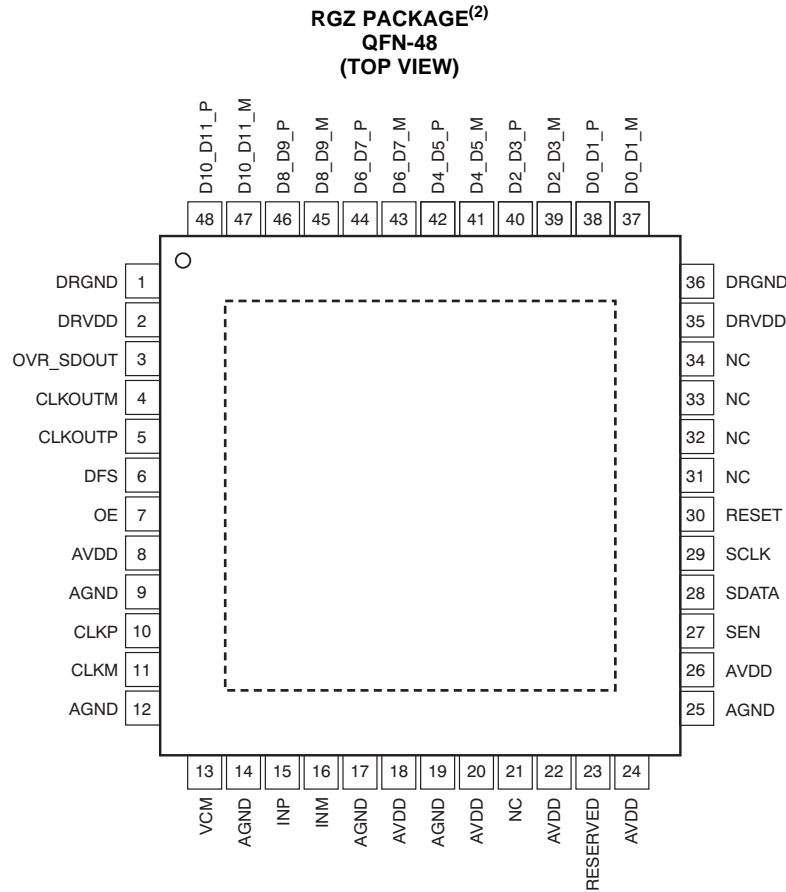 RGZ PACKAGE(2)
QFN-48
(TOP VIEW)
D10_D11_P
D10_D11_M
D8_D9_P
D8_D9_M
D6_D7_P
D6_D7_M
D4_D5_P
D4_D5_M
D2_D3_P
D2_D3_M
D0_D1_P
D0_D1_M
48 47 46 45 44 43 42 41 40 39 38 37
DRGND 1
DRVDD 2
OVR_SDOUT 3
CLKOUTM 4
CLKOUTP 5
DFS 6
OE 7
AVDD 8
AGND 9
CLKP 10
CLKM 11
AGND 12
36 DRGND
35 DRVDD
34 NC
33 NC
32 NC
31 NC
30 RESET
29 SCLK
28 SDATA
27 SEN
26 AVDD
25 AGND
13 14 15 16 17 18 19 20 21 22 23 24
VCM
AGND
INP
INM
AGND
AVDD
AGND
AVDD
NC
AVDD
RESERVED
AVDD